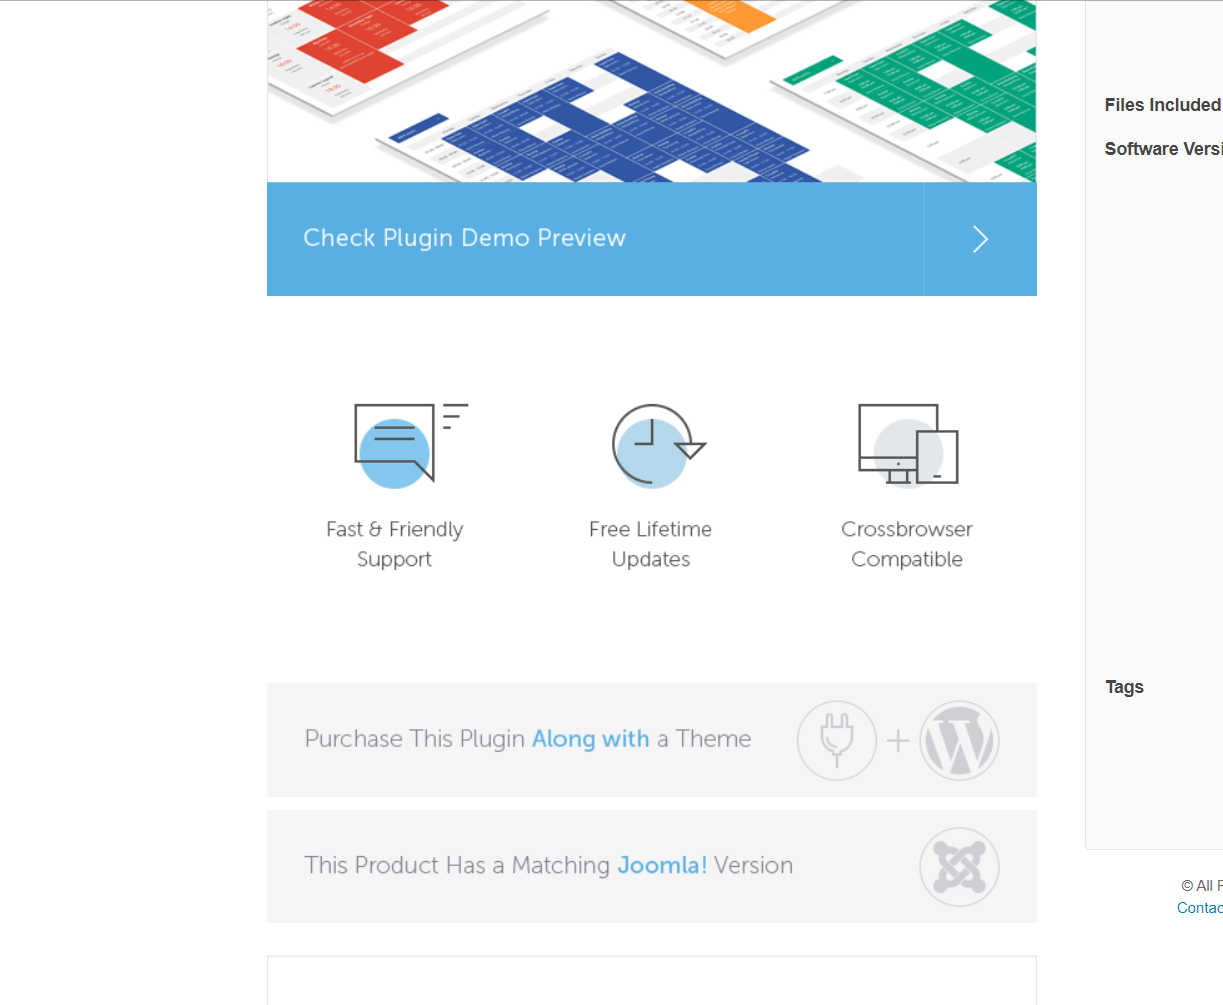 Check Plugin Demo Preview
Fast & Friendly
Support
Free Lifetime
Updates
Crossbrowser
Compatible
Purchase This Plugin Along with a Theme
This Product Has a Matching Joomla! Version
Files Included
Software Versi
Tags
© All R
Contac